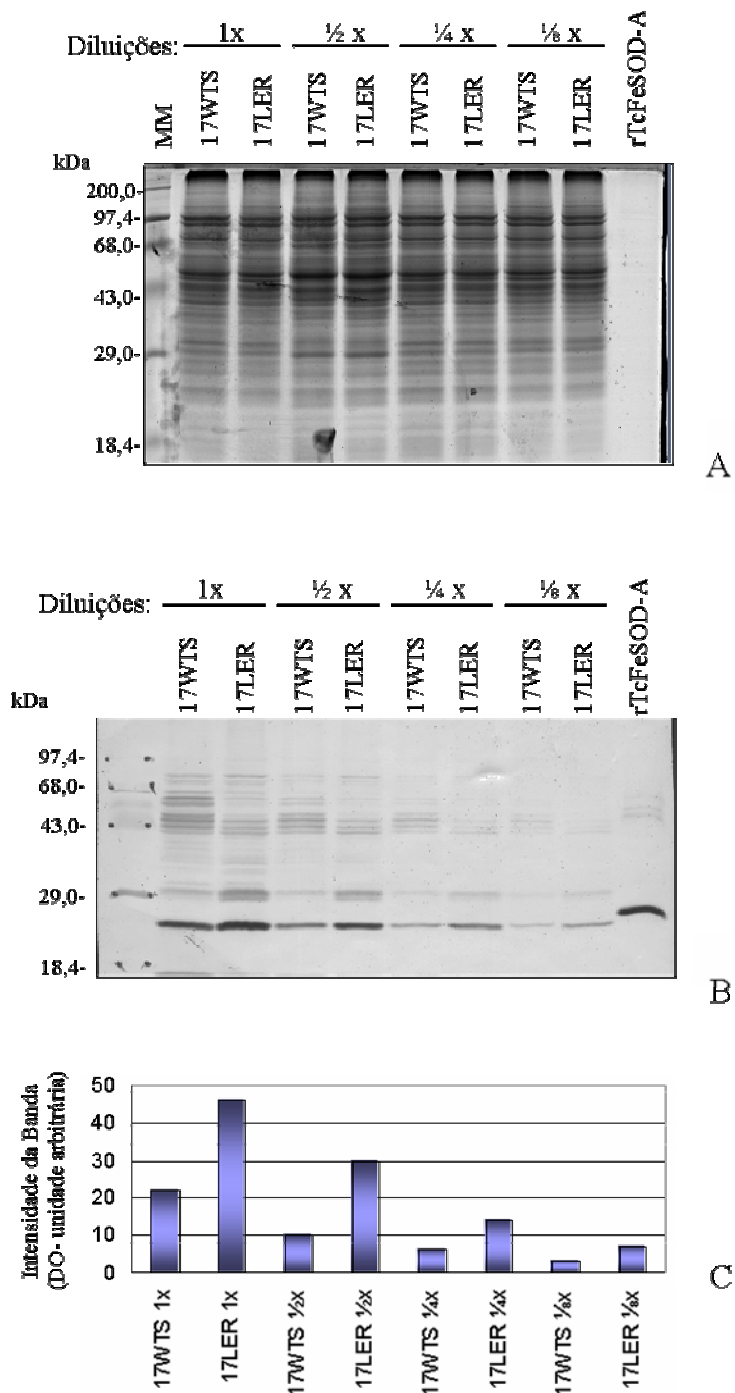 Diluições: 1x ½ x ¼ x ⅛ x
MM 17WTS 17LER 17WTS 17LER 17WTS 17LER 17WTS 17LER rTcFeSOD-A
kDa
200,0-
97,4-
68,0-
43,0-
29,0-
18,4-
A
Diluições: 1x ½ x ¼ x ⅛ x
17WTS 17LER 17WTS 17LER 17WTS 17LER 17WTS 17LER rTcFeSOD-A
kDa
97,4-
68,0-
43,0-
29,0-
18,4-
B
Intensidade da Banda
(DO- unidade arbitrária)
50
40
30
20
10
0
17WTS 1x
17LER 1x
17WTS ½x
17LER ½x
17WTS ¼x
17LER ¼x
17WTS ⅛x
17LER ⅛x
C